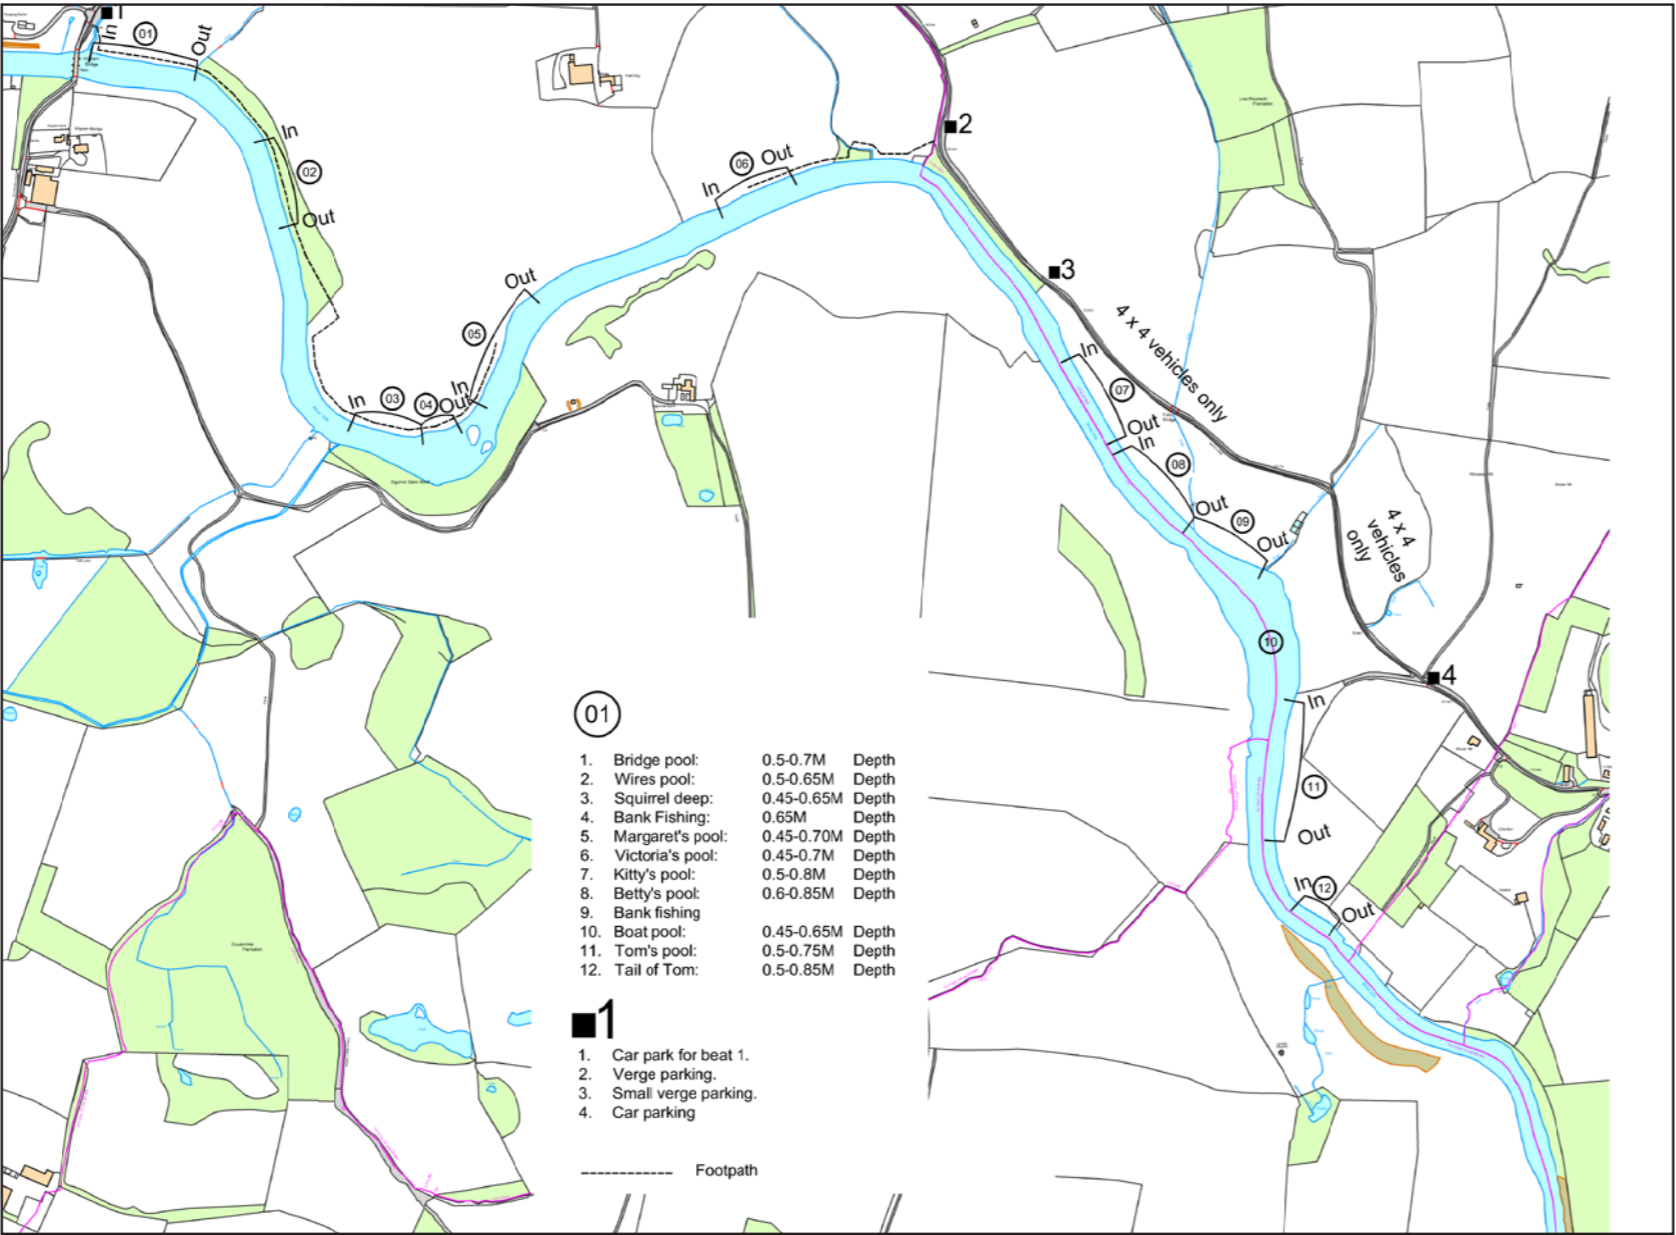 1
In
01
Out
In
02
Out
In
03
04
Out
In
05
Out
In
06
Out
2
3
4 x 4 vehicles only
In
07
Out
In
08
Out
09
Out
4 x 4
vehicles
only
10
4
In
11
Out
In
12
Out
01
1. Bridge pool: 0.5-0.7M Depth
2. Wires pool: 0.5-0.65M Depth
3. Squirrel deep: 0.45-0.65M Depth
4. Bank Fishing: 0.65M Depth
5. Margaret's pool: 0.45-0.70M Depth
6. Victoria's pool: 0.45-0.7M Depth
7. Kitty's pool: 0.5-0.8M Depth
8. Betty's pool: 0.6-0.85M Depth
9. Bank fishing
10. Boat pool: 0.45-0.65M Depth
11. Tom's pool: 0.5-0.75M Depth
12. Tail of Tom: 0.5-0.85M Depth
1
1. Car park for beat 1.
2. Verge parking.
3. Small verge parking.
4. Car parking
Footpath